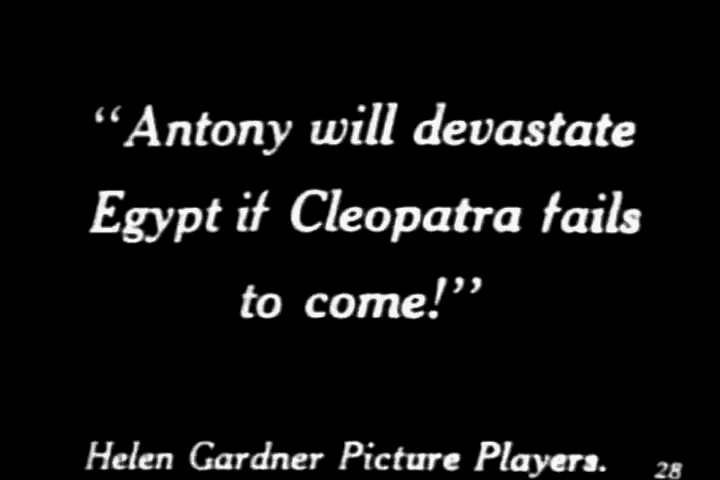 “Antony will devastate
Egypt if Cleopatra fails
to come!”
Helen Gardner Picture Players.
28